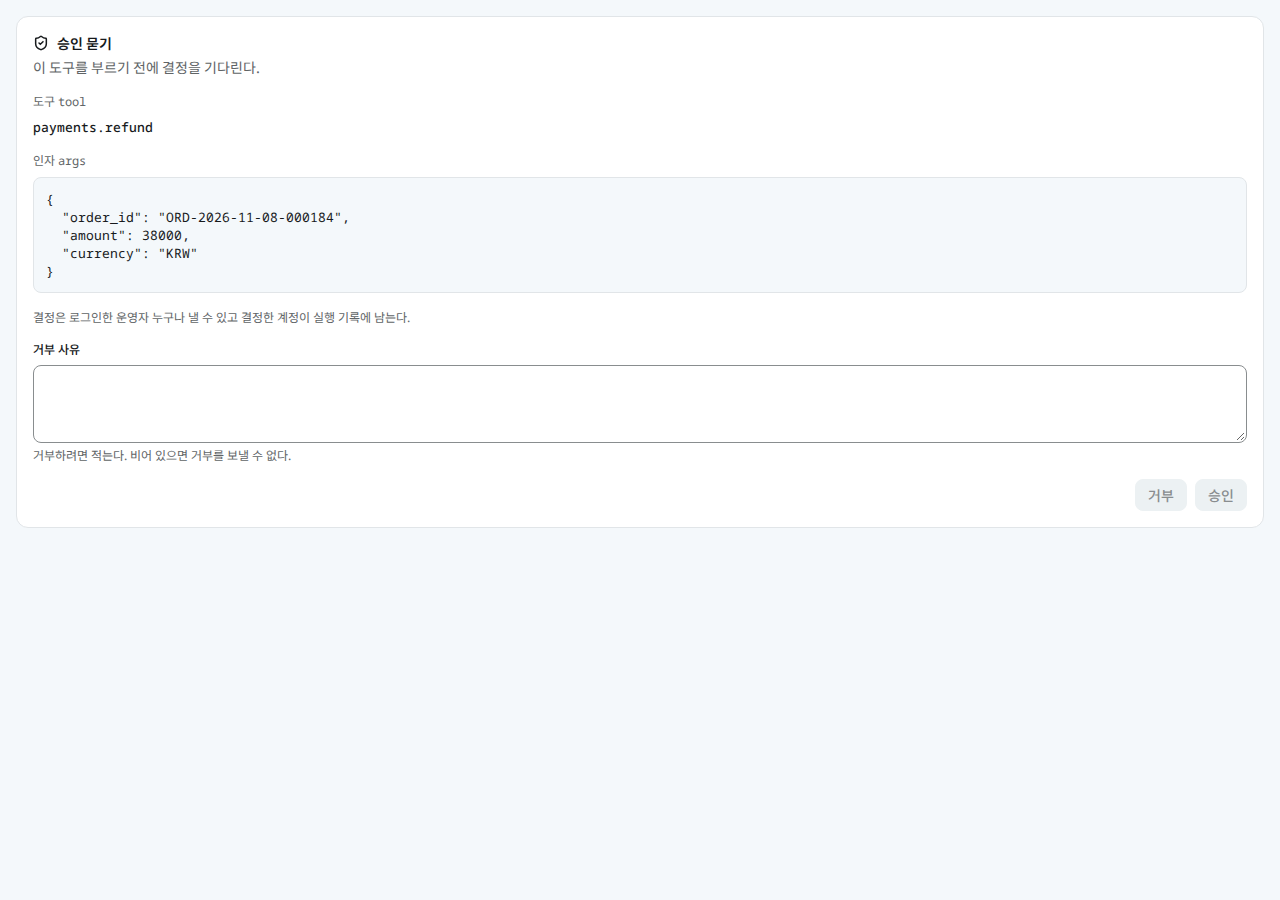 승인 묻기
이 도구를 부르기 전에 결정을 기다린다.
도구 tool
payments.refund
인자 args
{
  "order_id": "ORD-2026-11-08-000184",
  "amount": 38000,
  "currency": "KRW"
}
결정은 로그인한 운영자 누구나 낼 수 있고 결정한 계정이 실행 기록에 남는다.
거부 사유
거부하려면 적는다. 비어 있으면 거부를 보낼 수 없다.
거부 승인